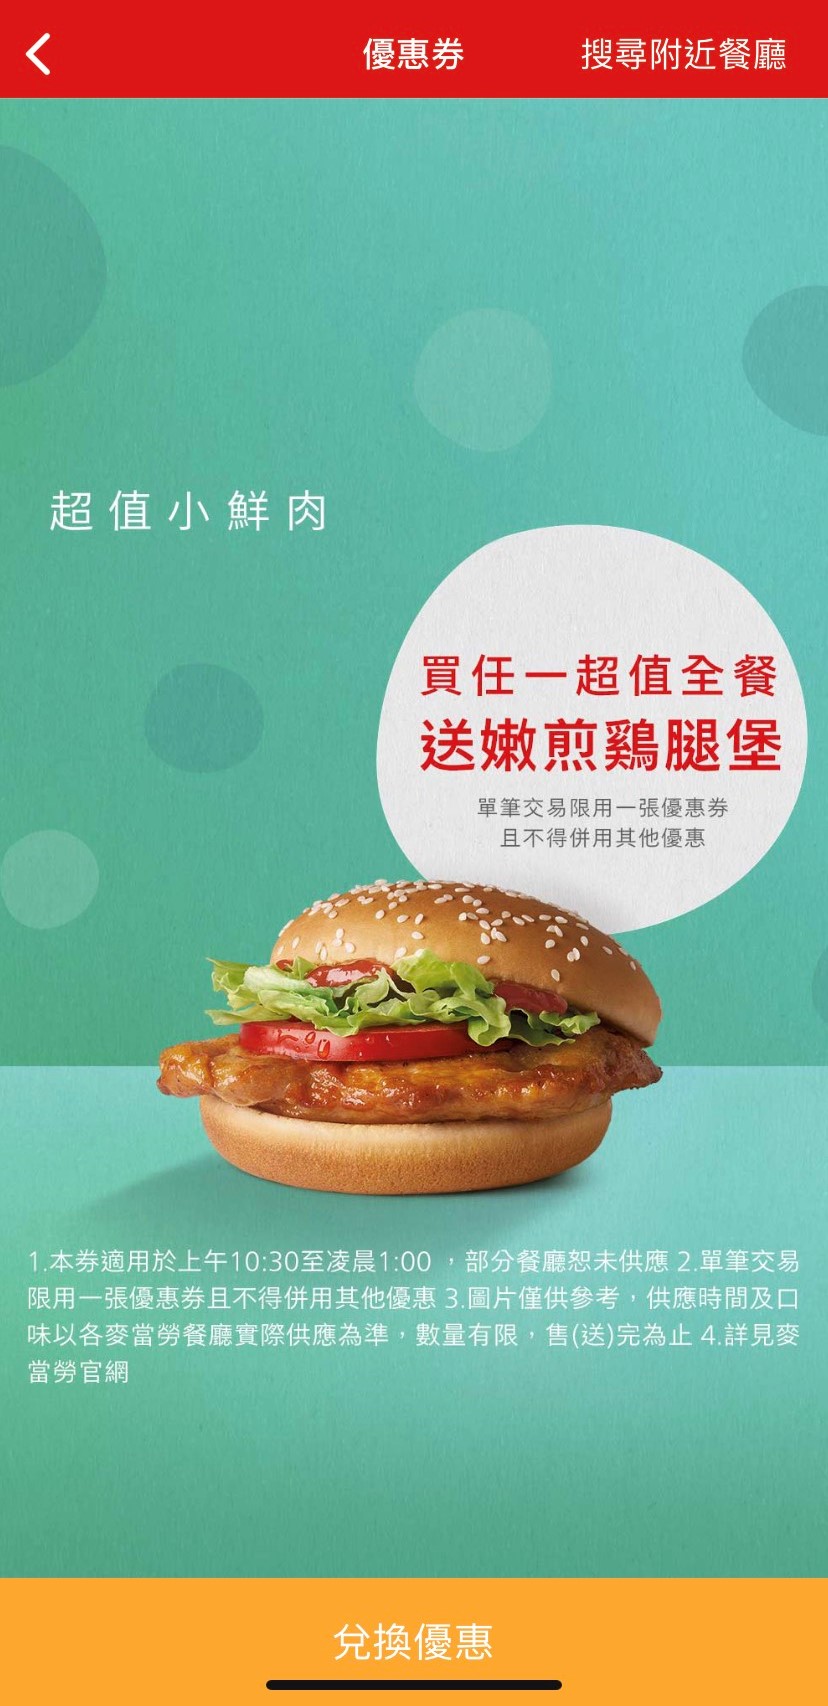 優惠券
搜尋附近餐廳
超值小鮮肉
買任一超值全餐
送嫩煎鷄腿堡
單筆交易限用一張優惠券
且不得併用其他優惠
1.本券適用於上午10:30至凌晨1:00 ，部分餐廳恕未供應 2.單筆交易
限用一張優惠券且不得併用其他優惠 3.圖片僅供參考，供應時間及口
味以各麥當勞餐廳實際供應為準，數量有限，售(送)完為止 4.詳見麥
當勞官網
兌換優惠